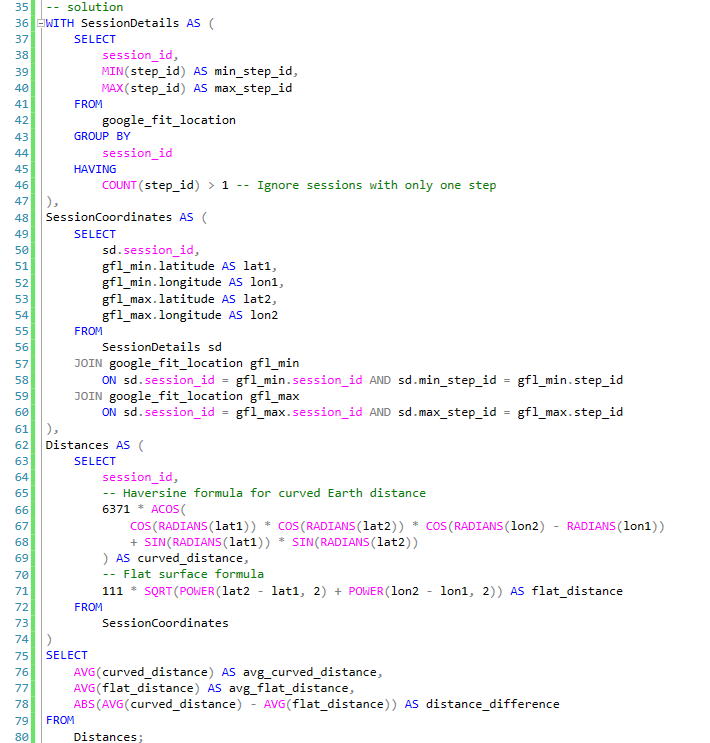 35 -- solution
36 WITH SessionDetails AS (
37     SELECT
38         session_id,
39         MIN(step_id) AS min_step_id,
40         MAX(step_id) AS max_step_id
41     FROM
42         google_fit_location
43     GROUP BY
44         session_id
45     HAVING
46         COUNT(step_id) > 1 -- Ignore sessions with only one step
47 ),
48 SessionCoordinates AS (
49     SELECT
50         sd.session_id,
51         gfl_min.latitude AS lat1,
52         gfl_min.longitude AS lon1,
53         gfl_max.latitude AS lat2,
54         gfl_max.longitude AS lon2
55     FROM
56         SessionDetails sd
57     JOIN google_fit_location gfl_min
58         ON sd.session_id = gfl_min.session_id AND sd.min_step_id = gfl_min.step_id
59     JOIN google_fit_location gfl_max
60         ON sd.session_id = gfl_max.session_id AND sd.max_step_id = gfl_max.step_id
61 ),
62 Distances AS (
63     SELECT
64         session_id,
65         -- Haversine formula for curved Earth distance
66         6371 * ACOS(
67             COS(RADIANS(lat1)) * COS(RADIANS(lat2)) * COS(RADIANS(lon2) - RADIANS(lon1))
68             + SIN(RADIANS(lat1)) * SIN(RADIANS(lat2))
69         ) AS curved_distance,
70         -- Flat surface formula
71         111 * SQRT(POWER(lat2 - lat1, 2) + POWER(lon2 - lon1, 2)) AS flat_distance
72     FROM
73         SessionCoordinates
74 )
75 SELECT
76     AVG(curved_distance) AS avg_curved_distance,
77     AVG(flat_distance) AS avg_flat_distance,
78     ABS(AVG(curved_distance) - AVG(flat_distance)) AS distance_difference
79 FROM
80     Distances;